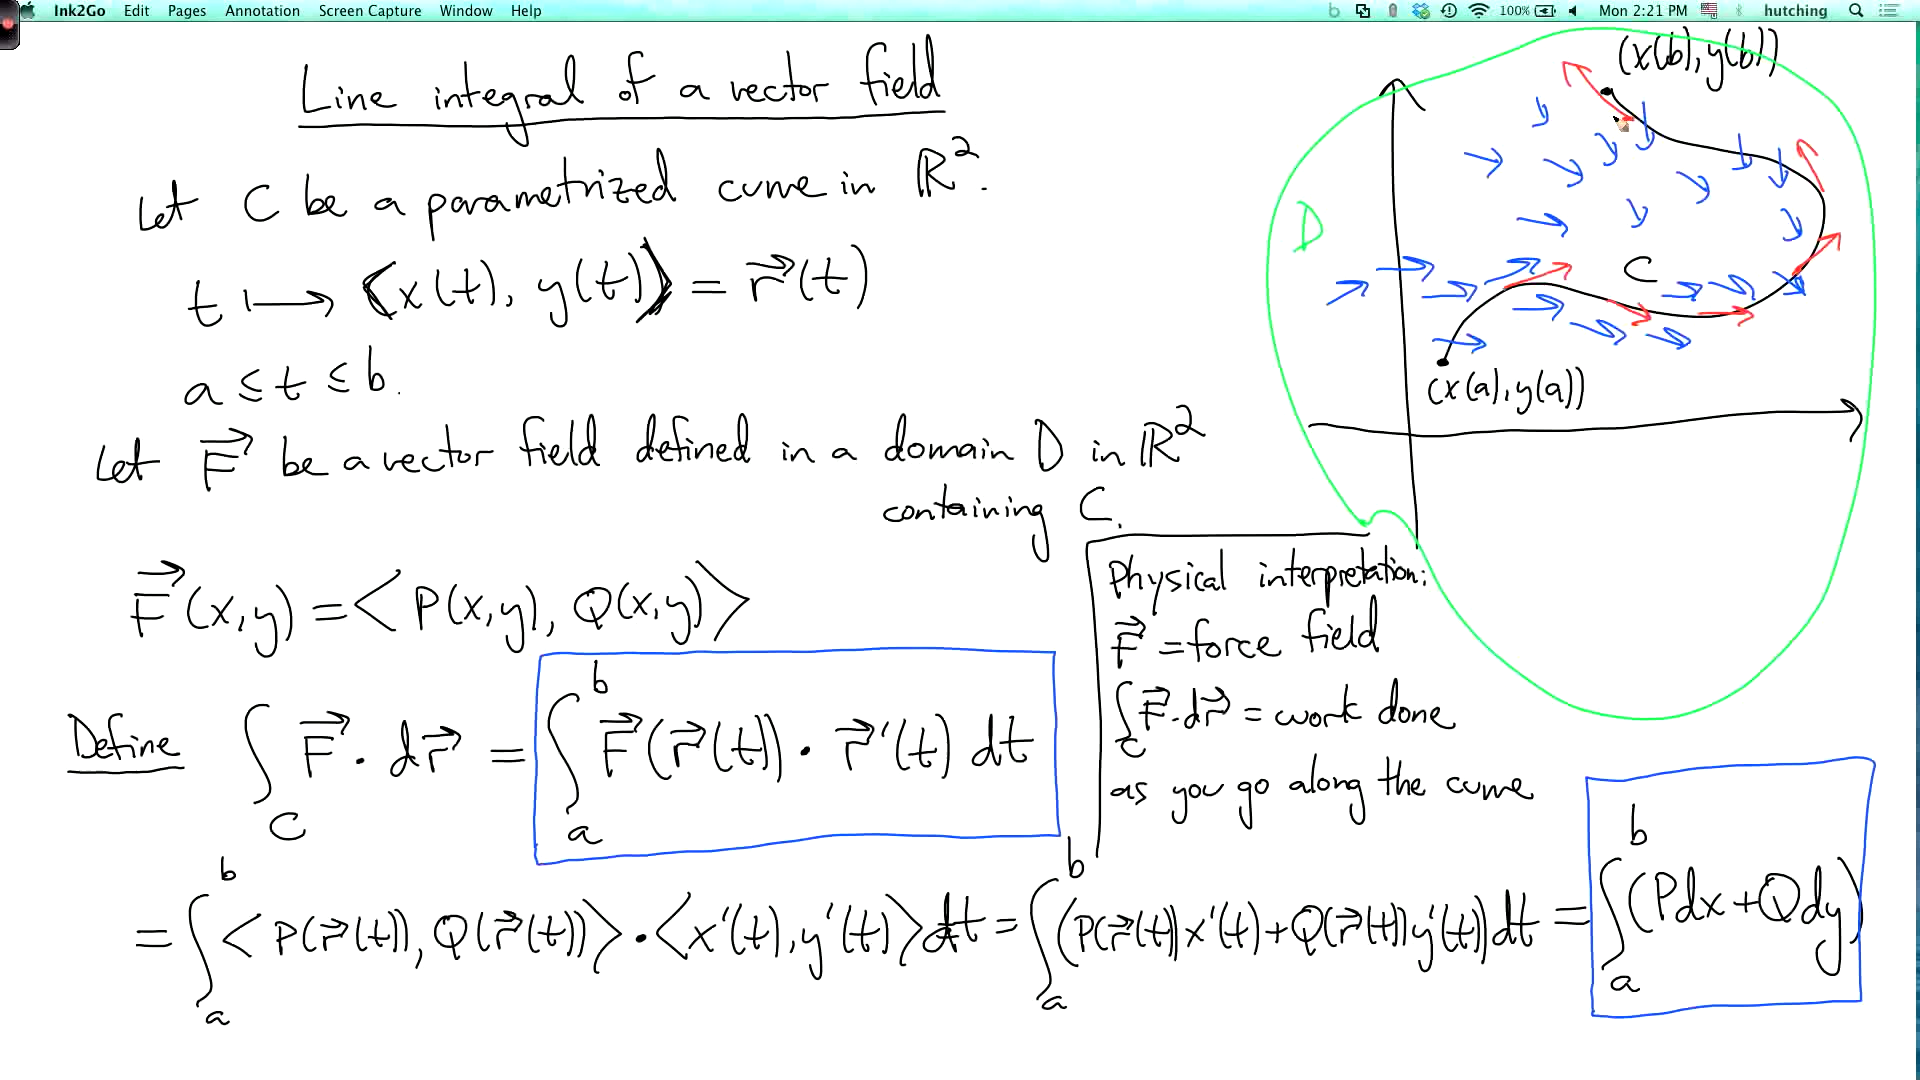 Ink2Go Edit Pages Annotation Screen Capture Window Help 100% Mon 2:21 PM hutching
Line integral of a vector field
Let C be a parametrized curve in ℝ².
t ⟼ ⟨x(t), y(t)⟩ = r⃗(t)
a ≤ t ≤ b.
Let F⃗ be a vector field defined in a domain D in ℝ²
containing C.
F⃗(x,y) = <P(x,y), Q(x,y)>
Define ∫_C F⃗ · dr⃗ = ∫_a^b F⃗(r⃗(t)) · r⃗'(t) dt
= ∫_a^b <P(r⃗(t)), Q(r⃗(t))> · <x'(t), y'(t)> dt = ∫_a^b (P(r⃗(t))x'(t)+Q(r⃗(t))y'(t))dt = ∫_a^b (Pdx+Qdy)
Physical interpretation:
F⃗ = force field
∫_C F⃗·dr⃗ = work done
as you go along the curve
(x(b), y(b))
D
C
(x(a), y(a))